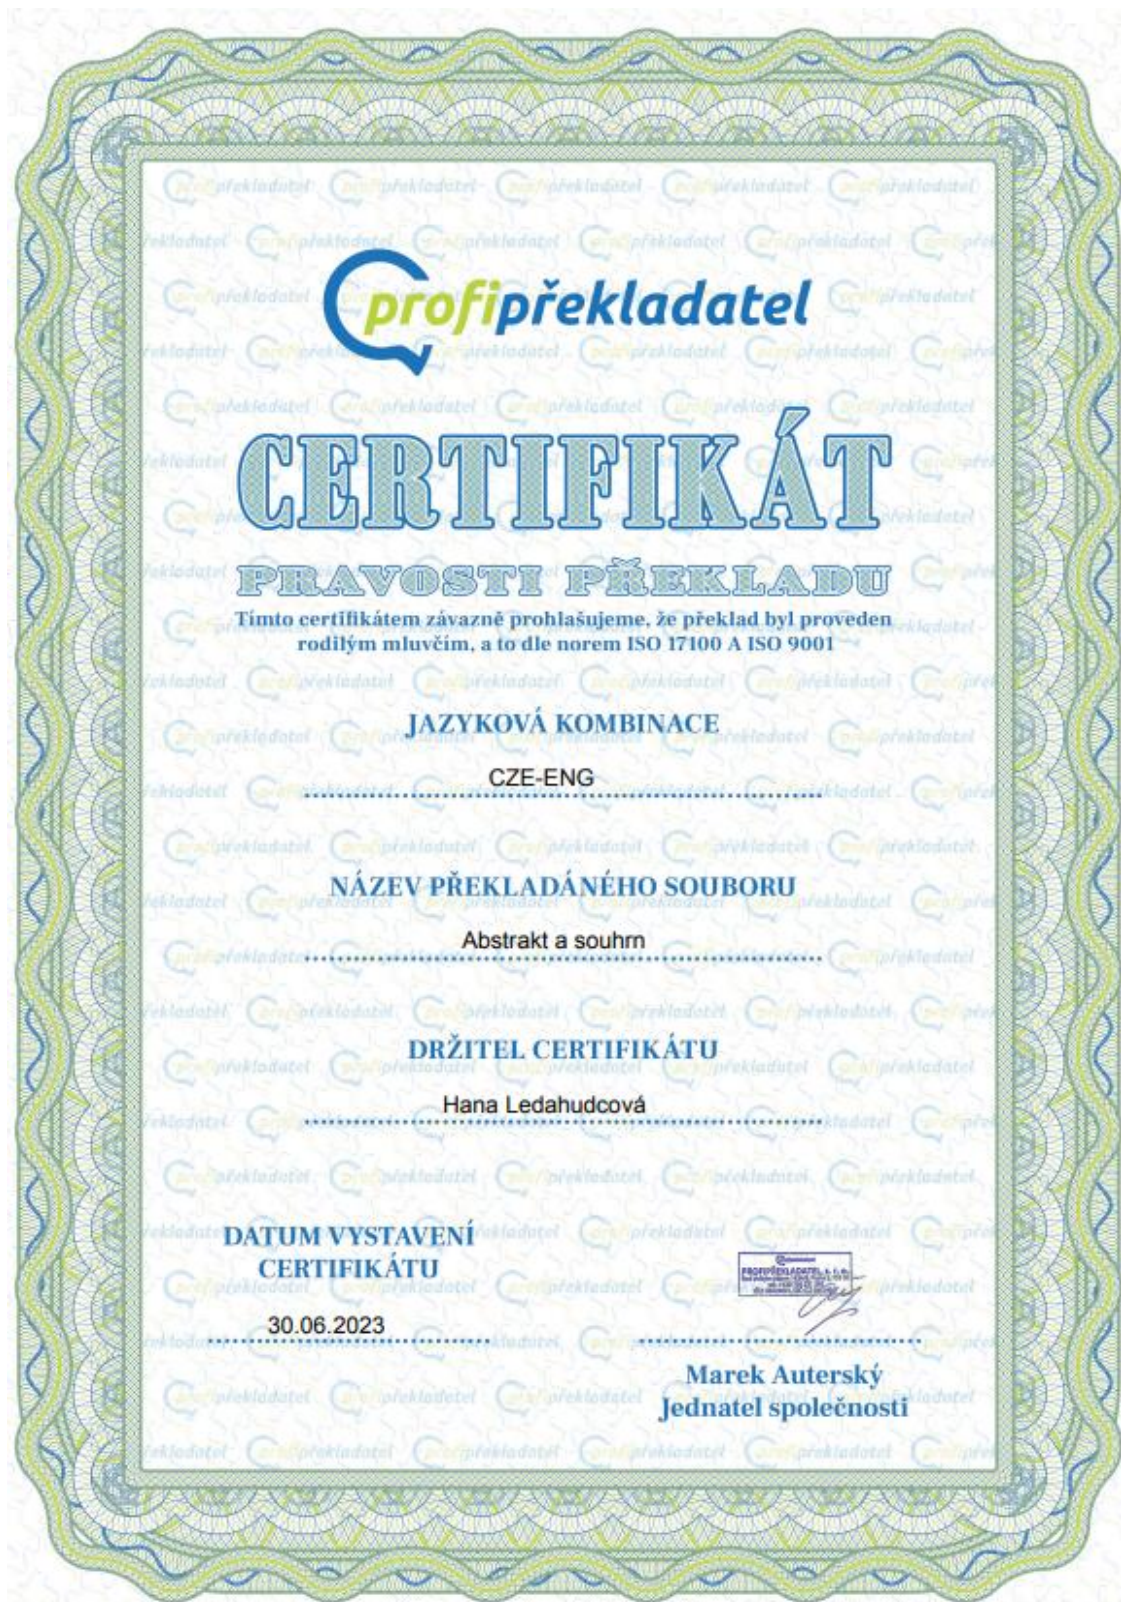 profipřekladatel
CERTIFIKÁT
PRAVOSTI PŘEKLADU
Tímto certifikátem závazně prohlašujeme, že překlad byl proveden
rodilým mluvčím, a to dle norem ISO 17100 A ISO 9001
JAZYKOVÁ KOMBINACE
CZE-ENG
NÁZEV PŘEKLÁDANÉHO SOUBORU
Abstrakt a souhrn
DRŽITEL CERTIFIKÁTU
Hana Ledahudcová
DATUM VYSTAVENÍ
CERTIFIKÁTU
30.06.2023
PROFIPŘEKLADATEL, s. r. o.
Marek Auterský
Jednatel společnosti